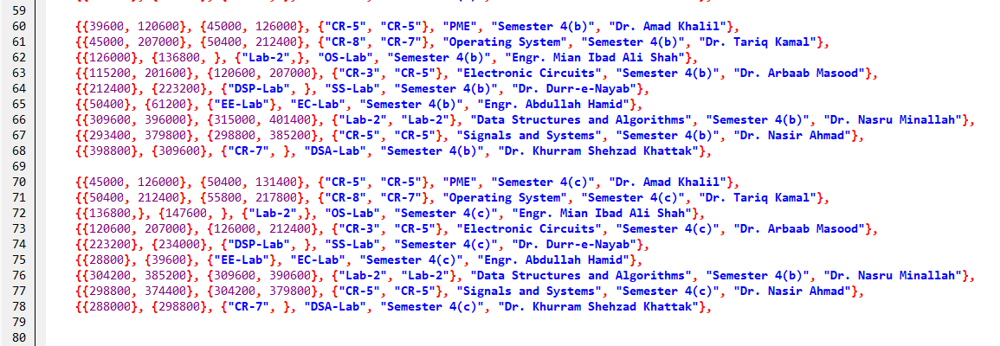 59
60 {{39600, 120600}, {45000, 126000}, {"CR-5", "CR-5"}, "PME", "Semester 4(b)", "Dr. Amad Khalil"},
61 {{45000, 207000}, {50400, 212400}, {"CR-8", "CR-7"}, "Operating System", "Semester 4(b)", "Dr. Tariq Kamal"},
62 {{126000}, {136800, }, {"Lab-2",}, "OS-Lab", "Semester 4(b)", "Engr. Mian Ibad Ali Shah"},
63 {{115200, 201600}, {120600, 207000}, {"CR-3", "CR-5"}, "Electronic Circuits", "Semester 4(b)", "Dr. Arbaab Masood"},
64 {{212400}, {223200}, {"DSP-Lab", }, "SS-Lab", "Semester 4(b)", "Dr. Durr-e-Nayab"},
65 {{50400}, {61200}, {"EE-Lab"}, "EC-Lab", "Semester 4(b)", "Engr. Abdullah Hamid"},
66 {{309600, 396000}, {315000, 401400}, {"Lab-2", "Lab-2"}, "Data Structures and Algorithms", "Semester 4(b)", "Dr. Nasru Minallah"},
67 {{293400, 379800}, {298800, 385200}, {"CR-5", "CR-5"}, "Signals and Systems", "Semester 4(b)", "Dr. Nasir Ahmad"},
68 {{398800}, {309600}, {"CR-7", }, "DSA-Lab", "Semester 4(b)", "Dr. Khurram Shehzad Khattak"},
69
70 {{45000, 126000}, {50400, 131400}, {"CR-5", "CR-5"}, "PME", "Semester 4(c)", "Dr. Amad Khalil"},
71 {{50400, 212400}, {55800, 217800}, {"CR-8", "CR-7"}, "Operating System", "Semester 4(c)", "Dr. Tariq Kamal"},
72 {{136800,}, {147600, }, {"Lab-2",}, "OS-Lab", "Semester 4(c)", "Engr. Mian Ibad Ali Shah"},
73 {{120600, 207000}, {126000, 212400}, {"CR-3", "CR-5"}, "Electronic Circuits", "Semester 4(c)", "Dr. Arbaab Masood"},
74 {{223200}, {234000}, {"DSP-Lab", }, "SS-Lab", "Semester 4(c)", "Dr. Durr-e-Nayab"},
75 {{28800}, {39600}, {"EE-Lab"}, "EC-Lab", "Semester 4(c)", "Engr. Abdullah Hamid"},
76 {{304200, 385200}, {309600, 390600}, {"Lab-2", "Lab-2"}, "Data Structures and Algorithms", "Semester 4(b)", "Dr. Nasru Minallah"},
77 {{298800, 374400}, {304200, 379800}, {"CR-5", "CR-5"}, "Signals and Systems", "Semester 4(c)", "Dr. Nasir Ahmad"},
78 {{288000}, {298800}, {"CR-7", }, "DSA-Lab", "Semester 4(c)", "Dr. Khurram Shehzad Khattak"},
79
80